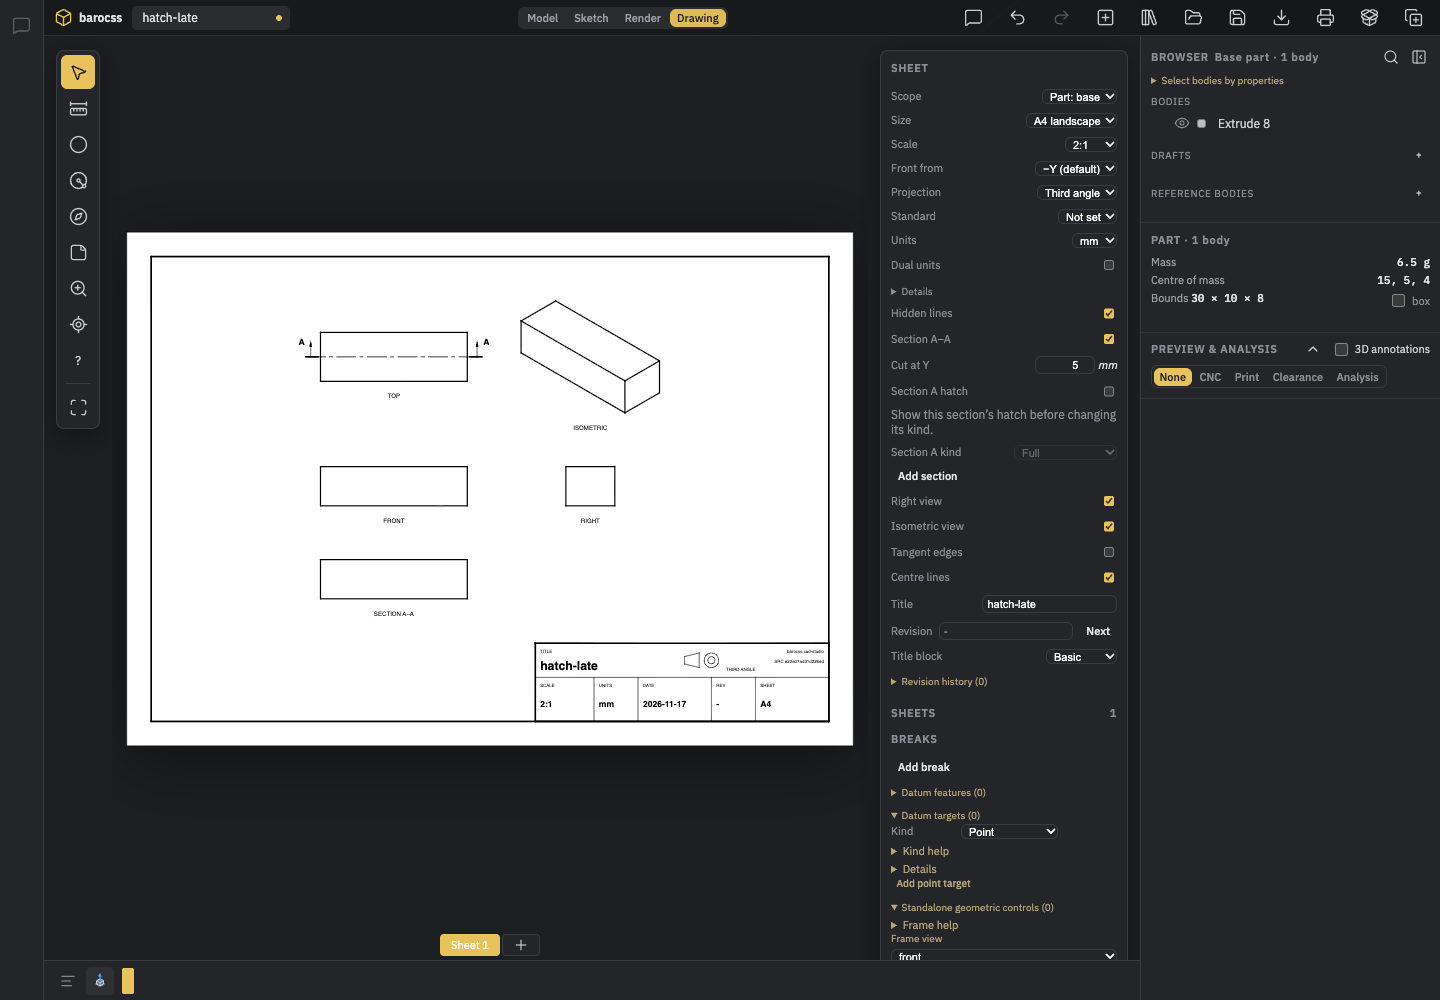 barocss
hatch-late
Model Sketch Render Drawing
SHEET
Scope Part: base
Size A4 landscape
Scale 2:1
Front from −Y (default)
Projection Third angle
Standard Not set
Units mm
Dual units
Details
Hidden lines
Section A–A
Cut at Y 5 mm
Section A hatch
Show this section's hatch before changing
its kind.
Section A kind Full
Add section
Right view
Isometric view
Tangent edges
Centre lines
Title hatch-late
Revision - Next
Title block Basic
Revision history (0)
SHEETS 1
BREAKS
Add break
Datum features (0)
Datum targets (0)
Kind Point
Kind help
Details
Add point target
Standalone geometric controls (0)
Frame help
Frame view
front
A A
TOP
ISOMETRIC
FRONT
RIGHT
SECTION A–A
TITLE
hatch-late
THIRD ANGLE
barocss cad-studio
SCALE UNITS DATE REV SHEET
2:1 mm 2026-11-17 - A4
Sheet 1 +
?
BROWSER Base part · 1 body
Select bodies by properties
BODIES
Extrude 8
DRAFTS +
REFERENCE BODIES +
PART · 1 body
Mass 6.5 g
Centre of mass 15, 5, 4
Bounds 30 × 10 × 8 box
PREVIEW & ANALYSIS 3D annotations
None CNC Print Clearance Analysis